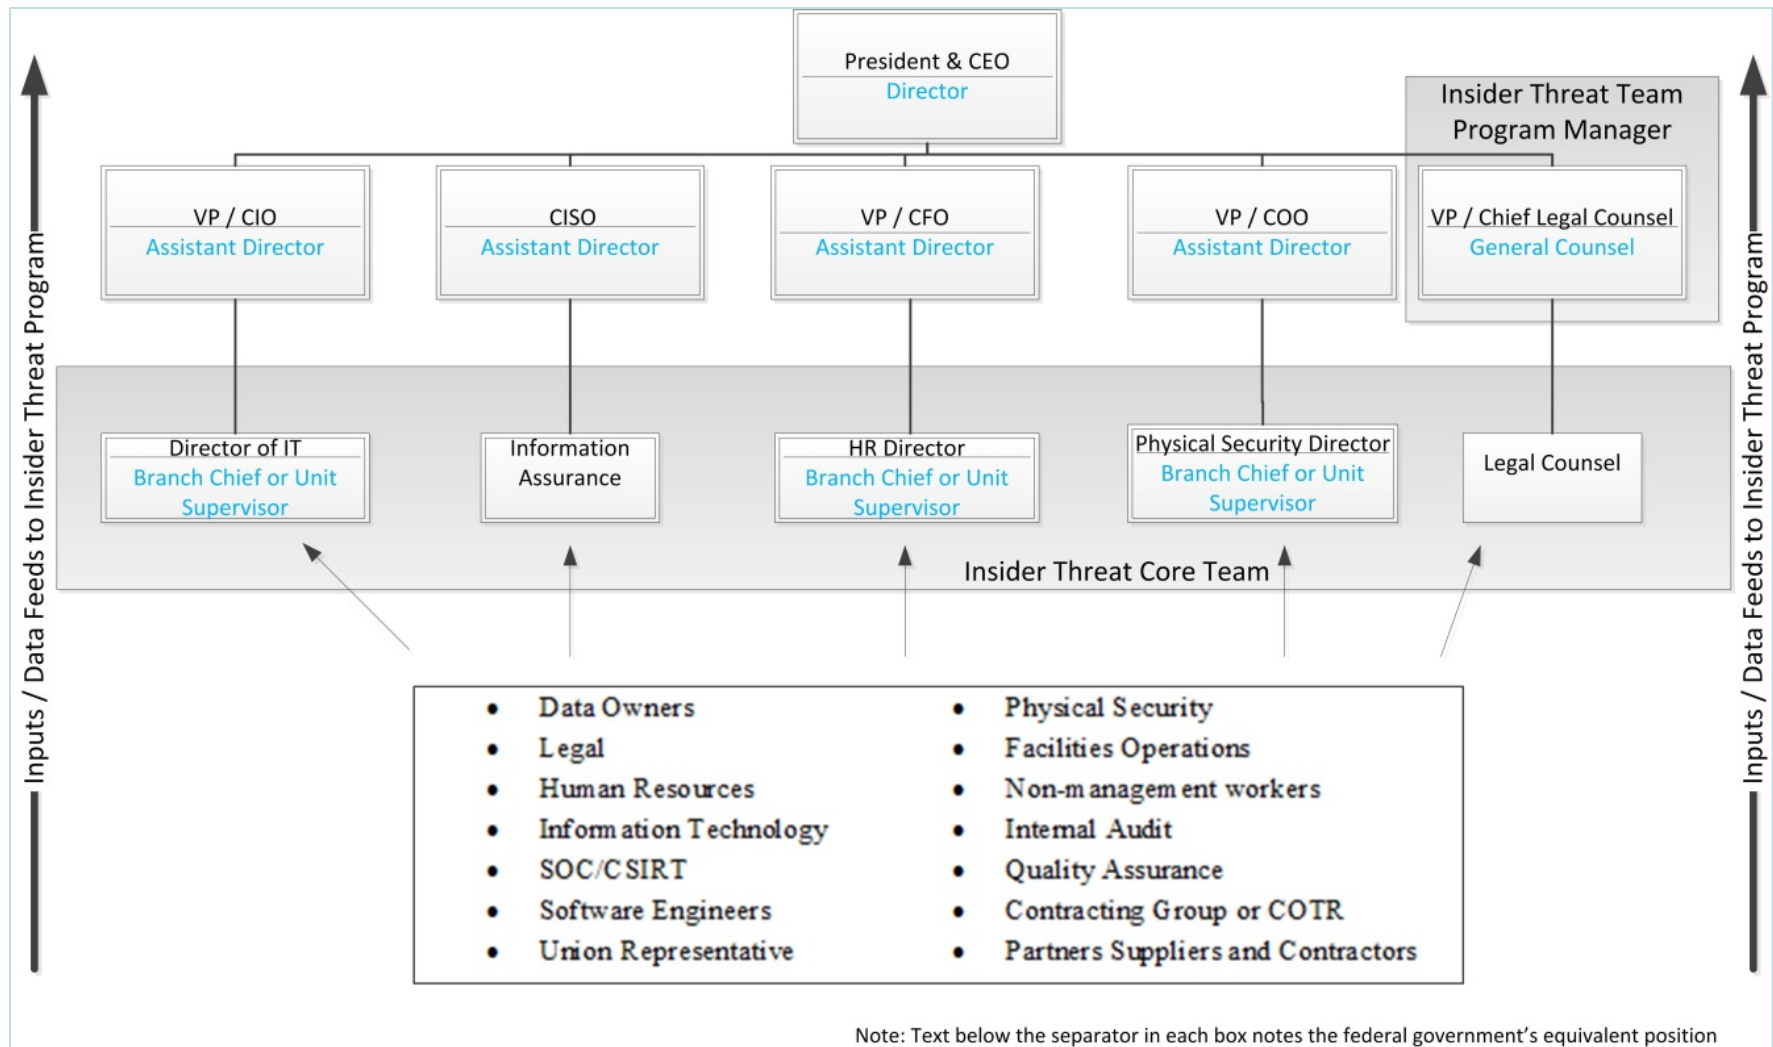 President & CEO
Director
Insider Threat Team
Program Manager
VP / CIO
Assistant Director
CISO
Assistant Director
VP / CFO
Assistant Director
VP / COO
Assistant Director
VP / Chief Legal Counsel
General Counsel
Inputs / Data Feeds to Insider Threat Program
Inputs / Data Feeds to Insider Threat Program
Director of IT
Branch Chief or Unit
Supervisor
Information
Assurance
HR Director
Branch Chief or Unit
Supervisor
Physical Security Director
Branch Chief or Unit
Supervisor
Legal Counsel
Insider Threat Core Team
• Data Owners
• Legal
• Human Resources
• Information Technology
• SOC/CSIRT
• Software Engineers
• Union Representative
• Physical Security
• Facilities Operations
• Non-management workers
• Internal Audit
• Quality Assurance
• Contracting Group or COTR
• Partners Suppliers and Contractors
Note: Text below the separator in each box notes the federal government’s equivalent position